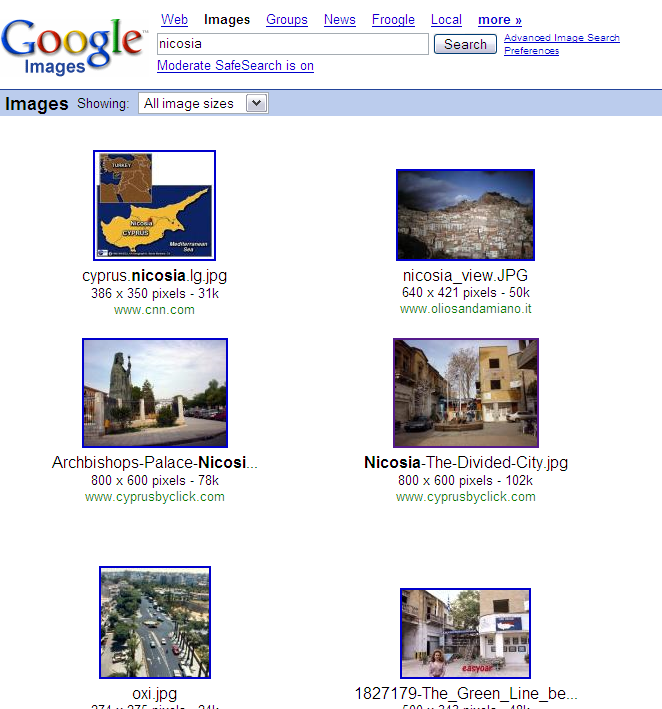 Web Images Groups News Froogle Local more »
Google™
Images
nicosia
Search
Advanced Image Search
Preferences
Moderate SafeSearch is on
Images Showing: All image sizes
TURKEY
Nicosia
CYPRUS
Mediterranean
Sea
cyprus.nicosia.lg.jpg
386 x 350 pixels - 31k
www.cnn.com
nicosia_view.JPG
640 x 421 pixels - 50k
www.oliosandamiano.it
Archbishops-Palace-Nicosi...
800 x 600 pixels - 78k
www.cyprusbyclick.com
Nicosia-The-Divided-City.jpg
800 x 600 pixels - 102k
www.cyprusbyclick.com
easycar
oxi.jpg
1827179-The_Green_Line_be...